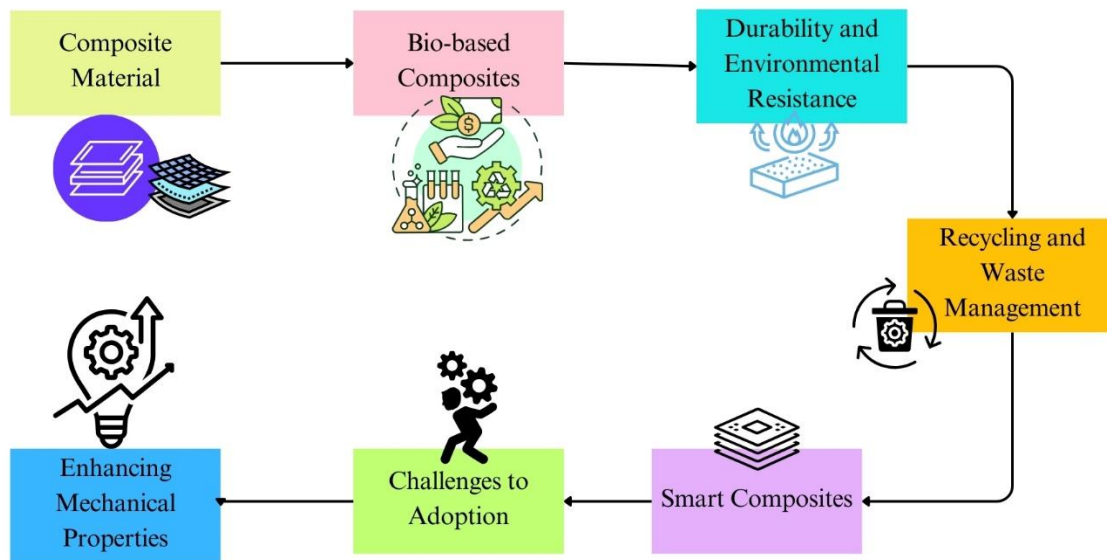 Composite
Material
Bio-based
Composites
Durability and
Environmental
Resistance
Recycling and
Waste
Management
Smart Composites
Challenges to
Adoption
Enhancing
Mechanical
Properties